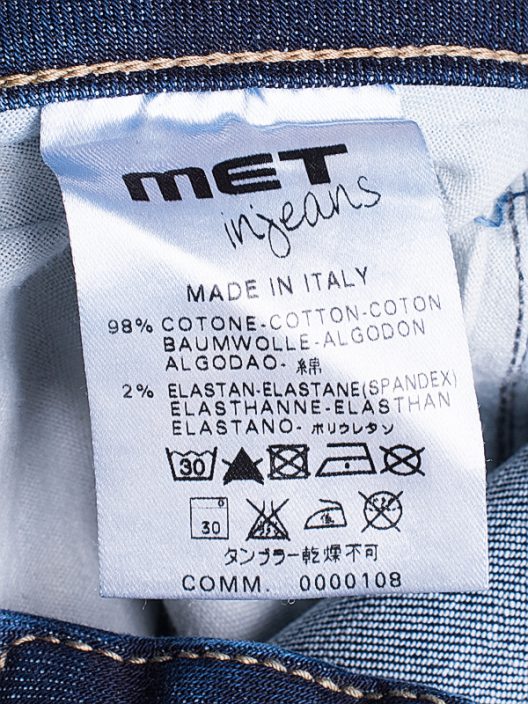 MET
injeans
MADE IN ITALY
98% COTONE-COTTON-COTON
BAUMWOLLE-ALGODON
ALGODAO- 綿
2% ELASTAN-ELASTANE(SPANDEX)
ELASTHANNE-ELASTHAN
ELASTANO- ポリウレタン
30
30
タンブラー乾燥不可
COMM. 0000108